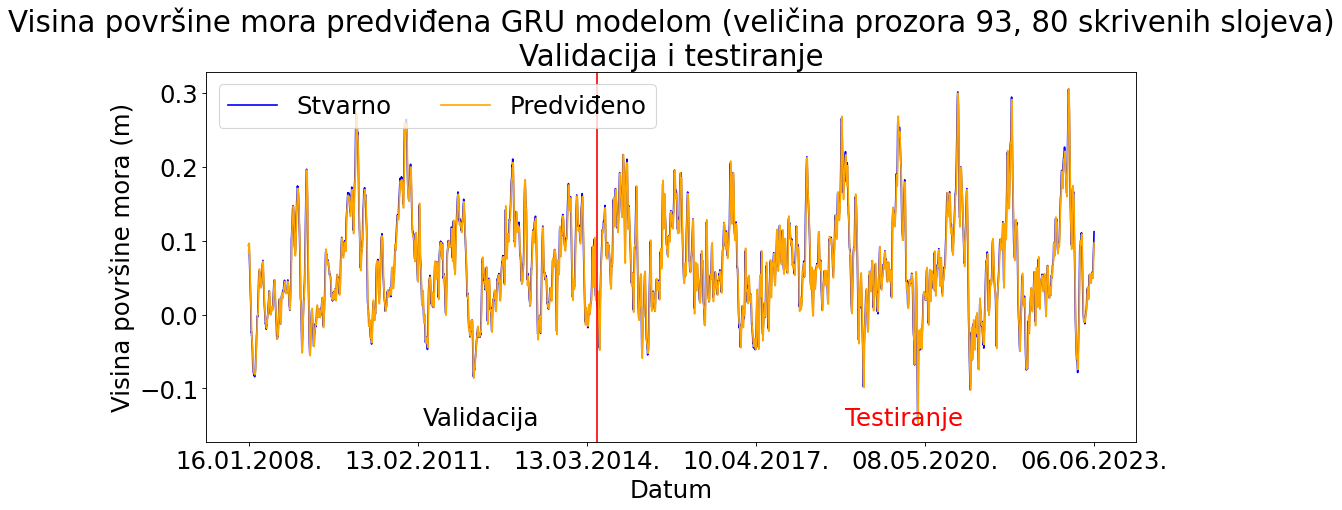 Visina površine mora predviđena GRU modelom (veličina prozora 93, 80 skrivenih slojeva)
Validacija i testiranje
Stvarno Predviđeno
Visina površine mora (m)
0.3
0.2
0.1
0.0
−0.1
Validacija Testiranje
16.01.2008. 13.02.2011. 13.03.2014. 10.04.2017. 08.05.2020. 06.06.2023.
Datum